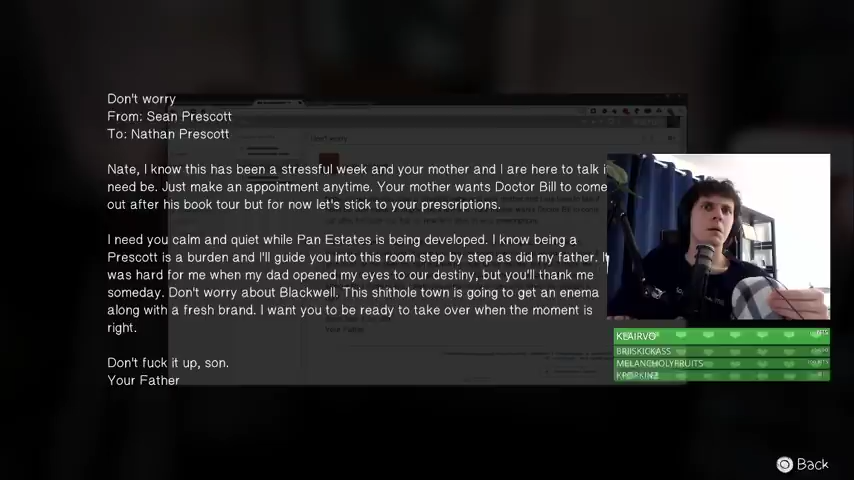 Don't worry
From: Sean Prescott
To: Nathan Prescott
Nate, I know this has been a stressful week and your mother and I are here to talk i
need be. Just make an appointment anytime. Your mother wants Doctor Bill to come
out after his book tour but for now let's stick to your prescriptions.
I need you calm and quiet while Pan Estates is being developed. I know being a
Prescott is a burden and I'll guide you into this room step by step as did my father. It
was hard for me when my dad opened my eyes to our destiny, but you'll thank me
someday. Don't worry about Blackwell. This shithole town is going to get an enema
along with a fresh brand. I want you to be ready to take over when the moment is
right.
Don't fuck it up, son.
Your Father
KLAIRVO
BRIISKICKASS
MELANCHOLYFRUITS
Back